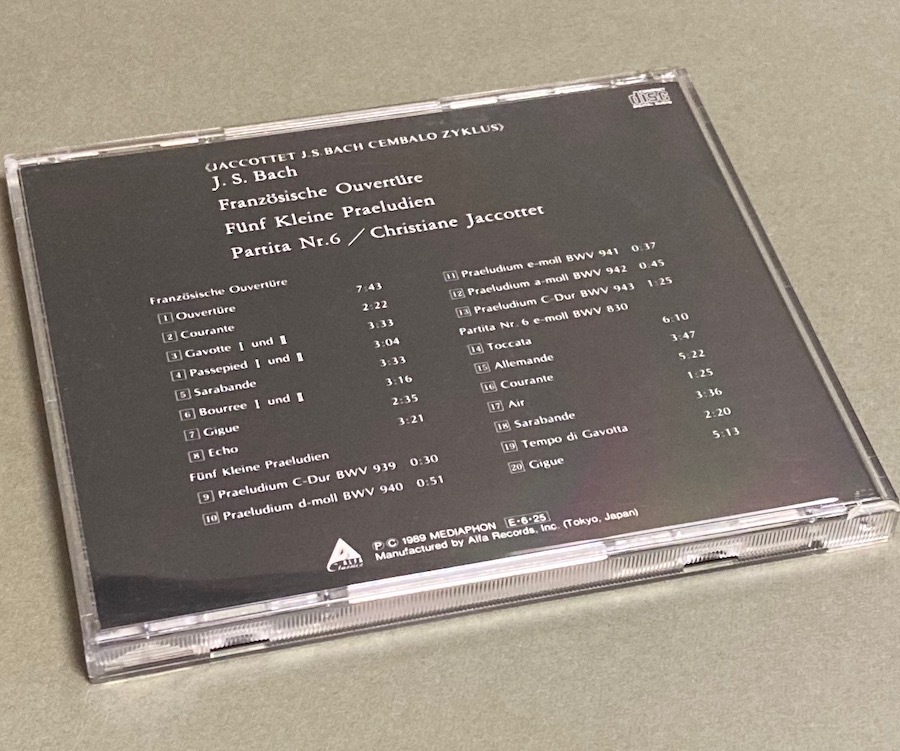 disc
《JACCOTTET J.S. BACH CEMBALO ZYKLUS》
J. S. Bach
Französische Ouvertüre
Fünf Kleine Praeludien
Partita Nr.6 / Christiane Jaccottet
Französische Ouvertüre
1 Ouvertüre 7:43
2 Courante 2:22
3 Gavotte Ⅰ und Ⅱ 3:33
4 Passepied Ⅰ und Ⅱ 3:04
5 Sarabande 3:33
6 Bourree Ⅰ und Ⅱ 3:16
7 Gigue 2:35
8 Echo 3:21
Fünf Kleine Praeludien
9 Praeludium C-Dur BWV 939 0:30
10 Praeludium d-moll BWV 940 0:51
11 Praeludium e-moll BWV 941 0:37
12 Praeludium a-moll BWV 942 0:45
13 Praeludium C-Dur BWV 943 1:25
Partita Nr. 6 e-moll BWV 830
14 Toccata 6:10
15 Allemande 3:47
16 Courante 5:22
17 Air 1:25
18 Sarabande 3:36
19 Tempo di Gavotta 2:20
20 Gigue 5:13
ALFA
Ⓟ Ⓒ 1989 MEDIAPHON E·6·25
Manufactured by Alfa Records, Inc. (Tokyo, Japan)